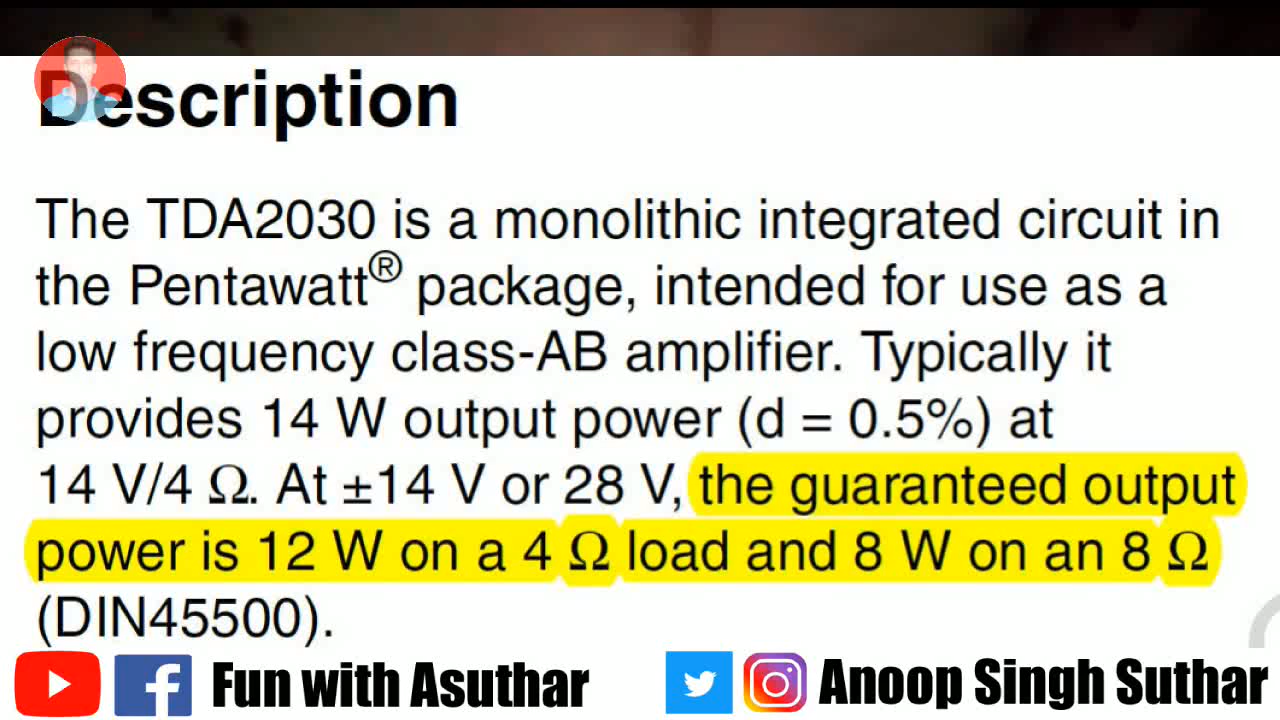 Description
The TDA2030 is a monolithic integrated circuit in
the Pentawatt® package, intended for use as a
low frequency class-AB amplifier. Typically it
provides 14 W output power (d = 0.5%) at
14 V/4 Ω. At ±14 V or 28 V, the guaranteed output
power is 12 W on a 4 Ω load and 8 W on an 8 Ω
(DIN45500).
Fun with Asuthar
Anoop Singh Suthar